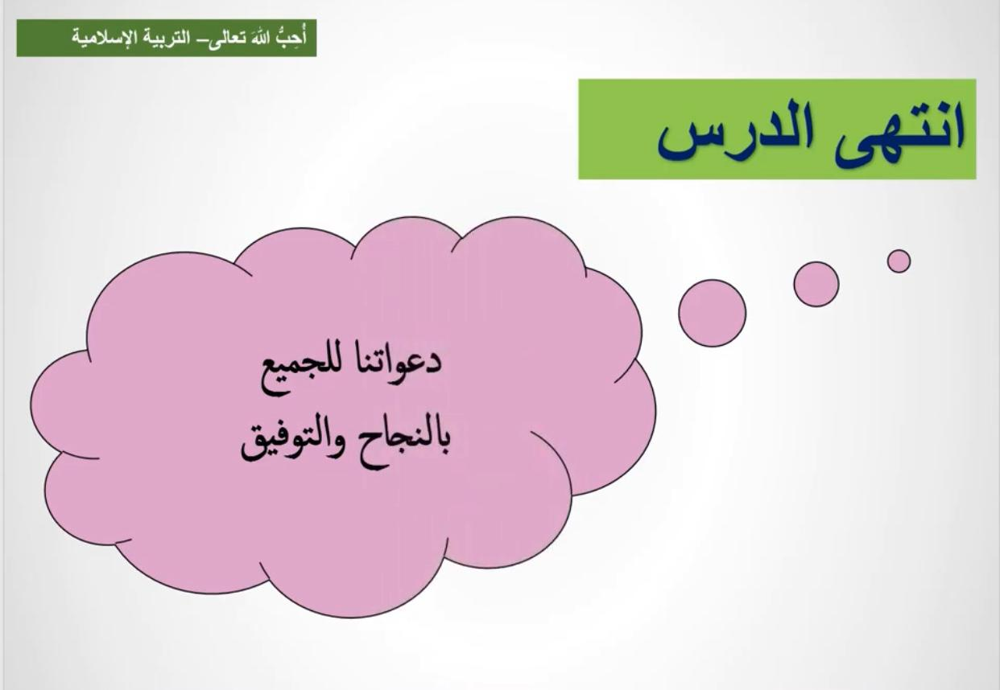 أُحِبُّ اللهَ تعالى– التربية الإسلامية
انتهى الدرس
دعواتنا للجميع
بالنجاح والتوفيق